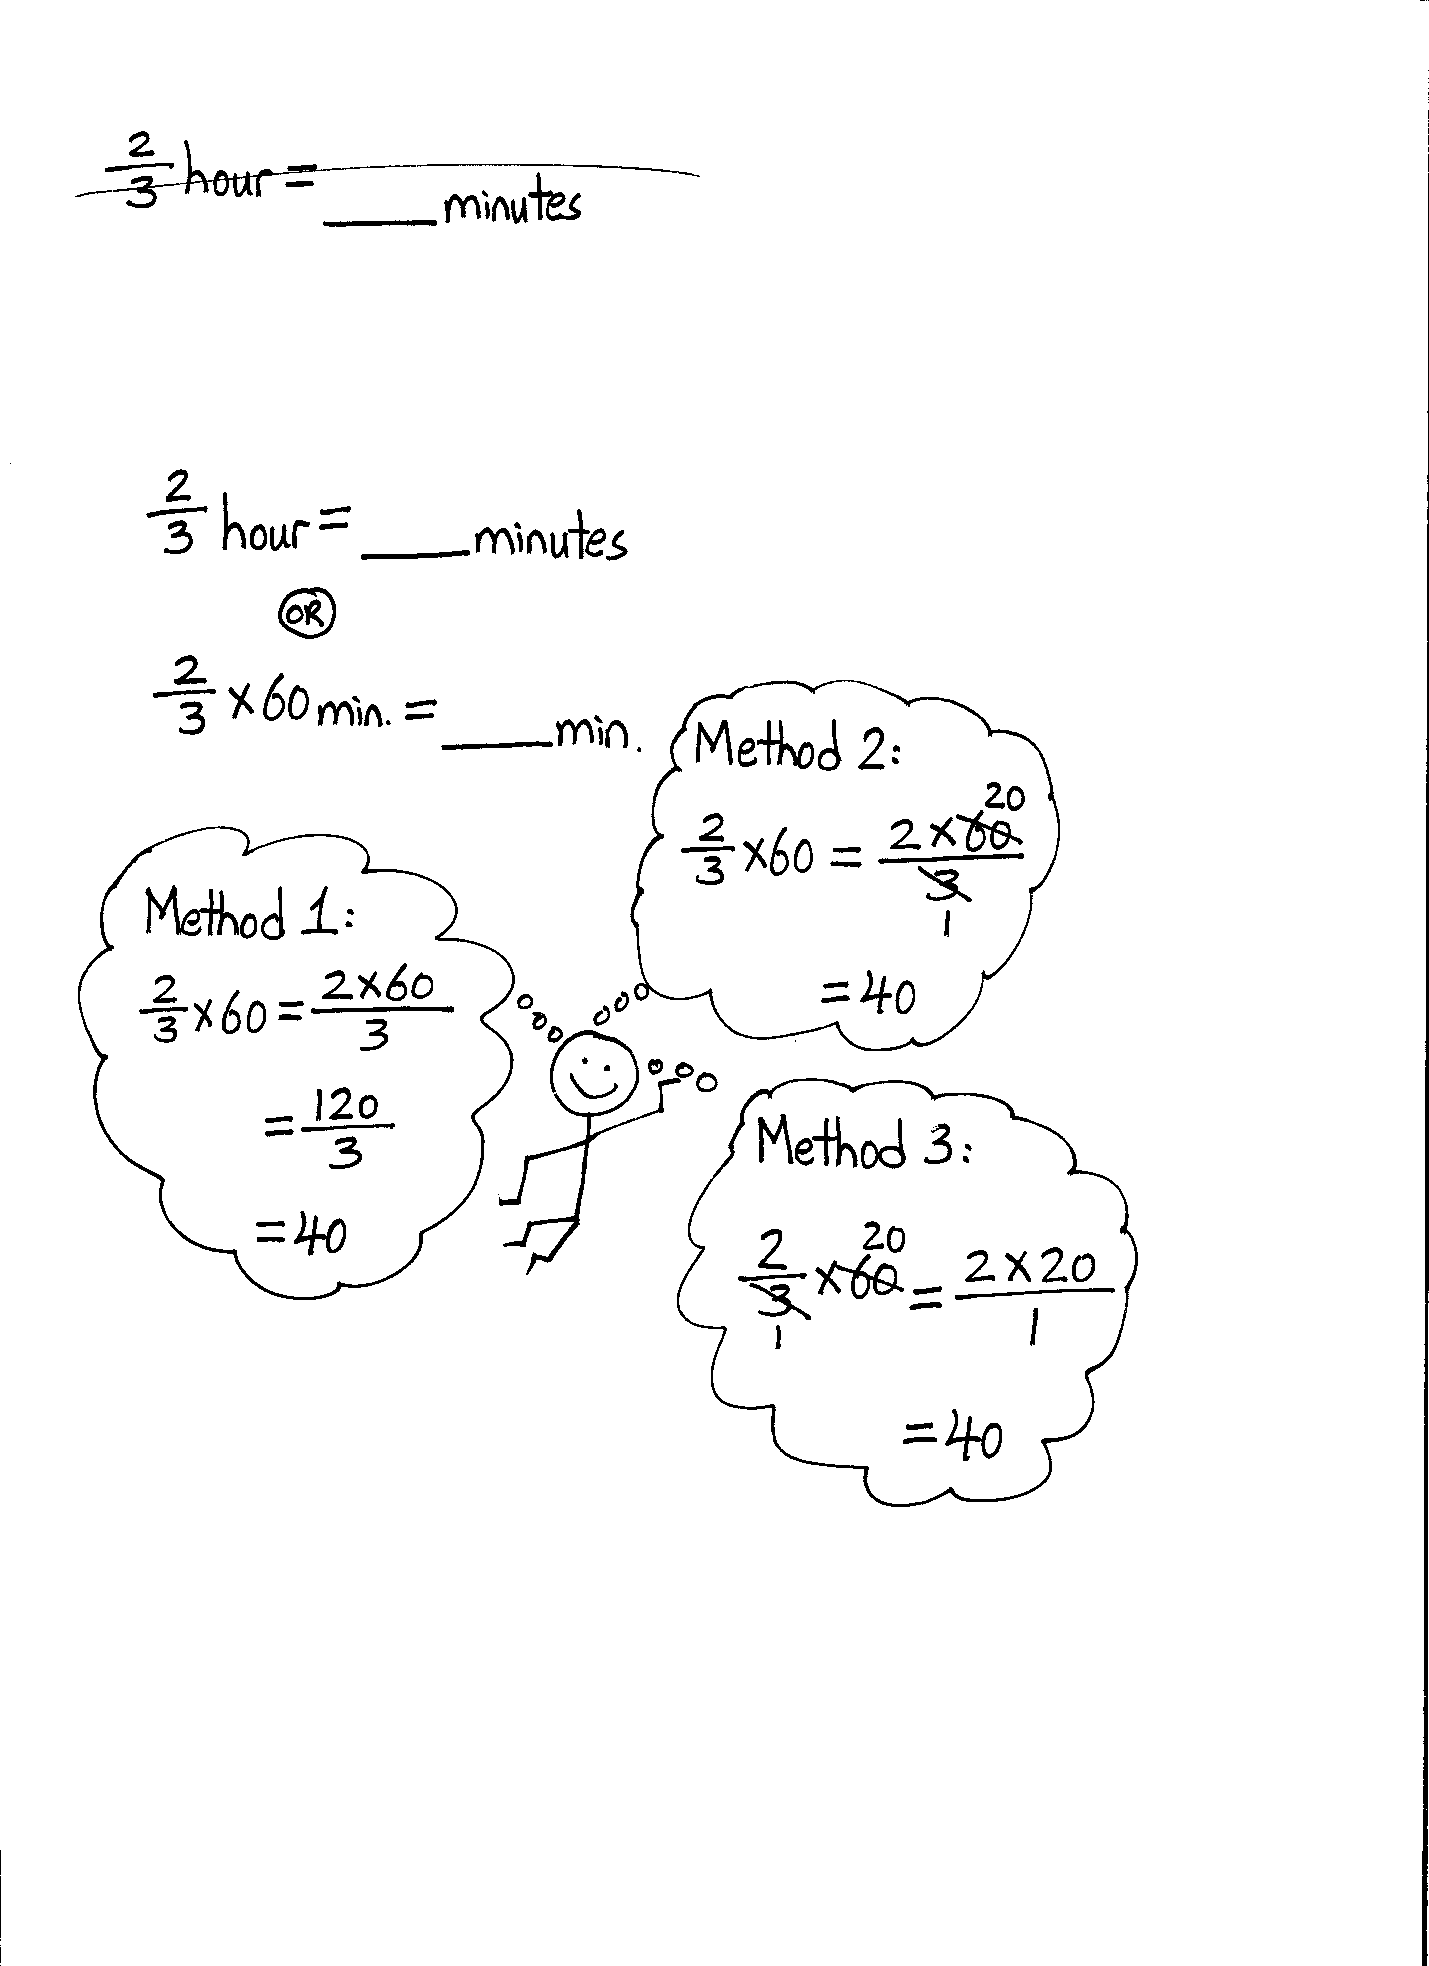 2/3 hour = ____ minutes
2/3 hour = ____ minutes
OR
2/3 × 60 min. = ____ min.
Method 1:
2/3 × 60 = 2 × 60/3
= 120/3
= 40
Method 2:
20
2/3 × 60 = 2 × 60/3
1
= 40
Method 3:
20
2/3 × 60 = 2 × 20/1
1
= 40